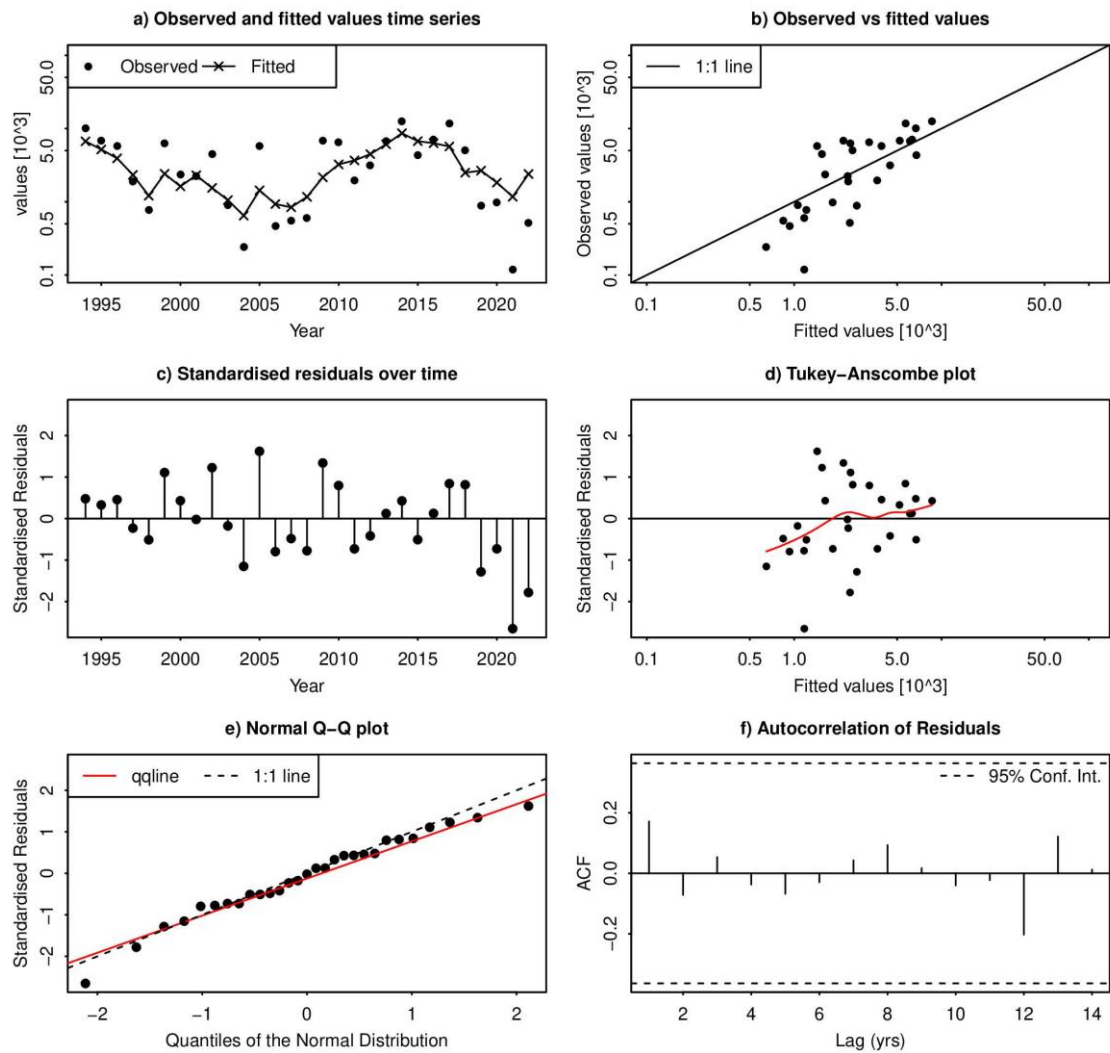 a) Observed and fitted values time series
Observed Fitted
values [10^3]
50.0
5.0
0.5
0.1
1995 2000 2005 2010 2015 2020
Year
b) Observed vs fitted values
1:1 line
Observed values [10^3]
50.0
5.0
0.5
0.1
0.1 0.5 1.0 5.0 50.0
Fitted values [10^3]
c) Standardised residuals over time
Standardised Residuals
2
1
0
−1
−2
1995 2000 2005 2010 2015 2020
Year
d) Tukey−Anscombe plot
Standardised Residuals
2
1
0
−1
−2
0.1 0.5 1.0 5.0 50.0
Fitted values [10^3]
e) Normal Q−Q plot
qqline 1:1 line
Standardised Residuals
2
1
0
−1
−2
−2 −1 0 1 2
Quantiles of the Normal Distribution
f) Autocorrelation of Residuals
95% Conf. Int.
ACF
0.2
0.0
−0.2
2 4 6 8 10 12 14
Lag (yrs)